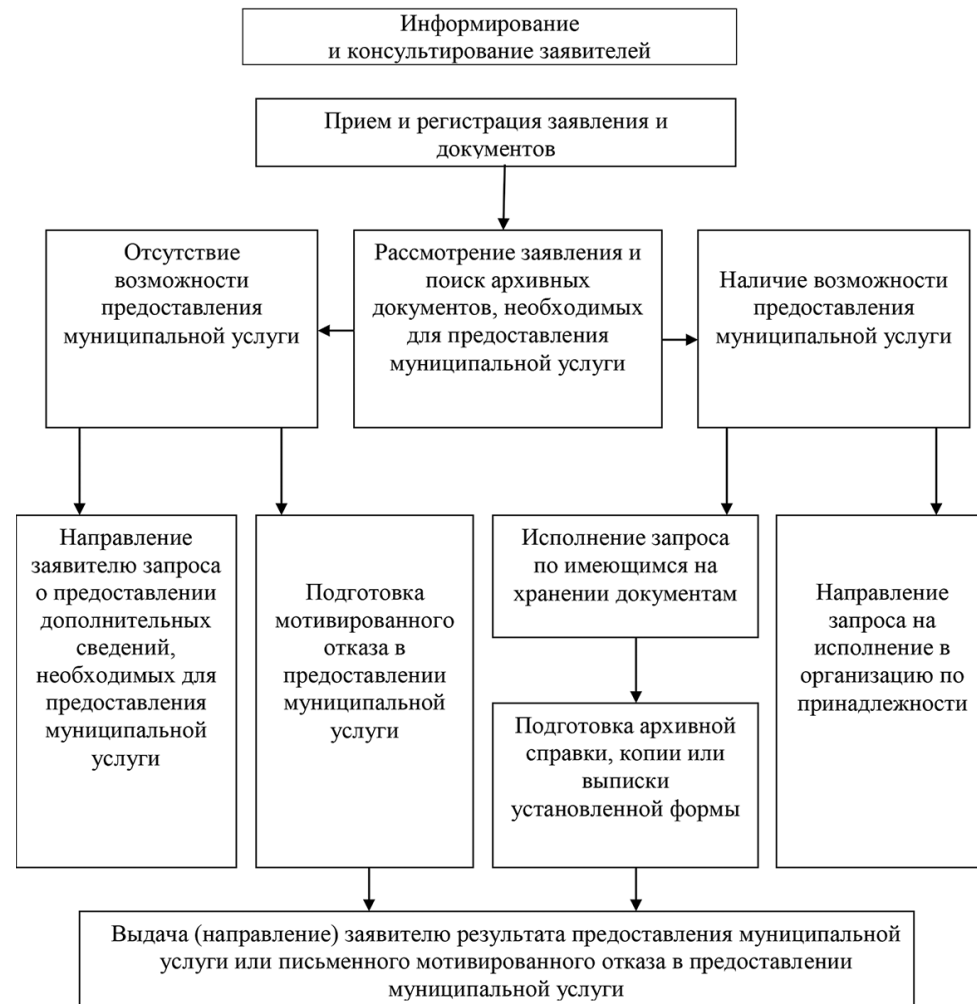 Информирование
и консультирование заявителей
Прием и регистрация заявления и
документов
Отсутствие
возможности
предоставления
муниципальной услуги
Рассмотрение заявления и
поиск архивных
документов, необходимых
для предоставления
муниципальной услуги
Наличие возможности
предоставления
муниципальной услуги
Направление
заявителю запроса
о предоставлении
дополнительных
сведений,
необходимых для
предоставления
муниципальной
услуги
Подготовка
мотивированного
отказа в
предоставлении
муниципальной
услуги
Исполнение запроса
по имеющимся на
хранении документам
Подготовка архивной
справки, копии или
выписки
установленной формы
Направление
запроса на
исполнение в
организацию по
принадлежности
Выдача (направление) заявителю результата предоставления муниципальной
услуги или письменного мотивированного отказа в предоставлении
муниципальной услуги